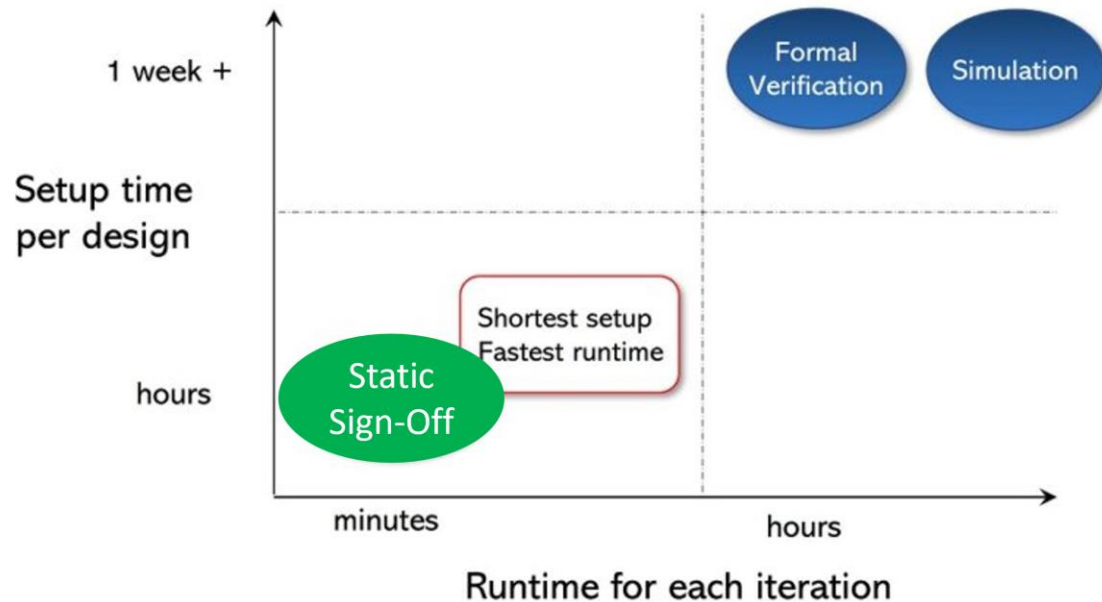 1 week +
Formal
Verification
Simulation
Setup time
per design
Shortest setup
Fastest runtime
Static
Sign-Off
hours
minutes
hours
Runtime for each iteration